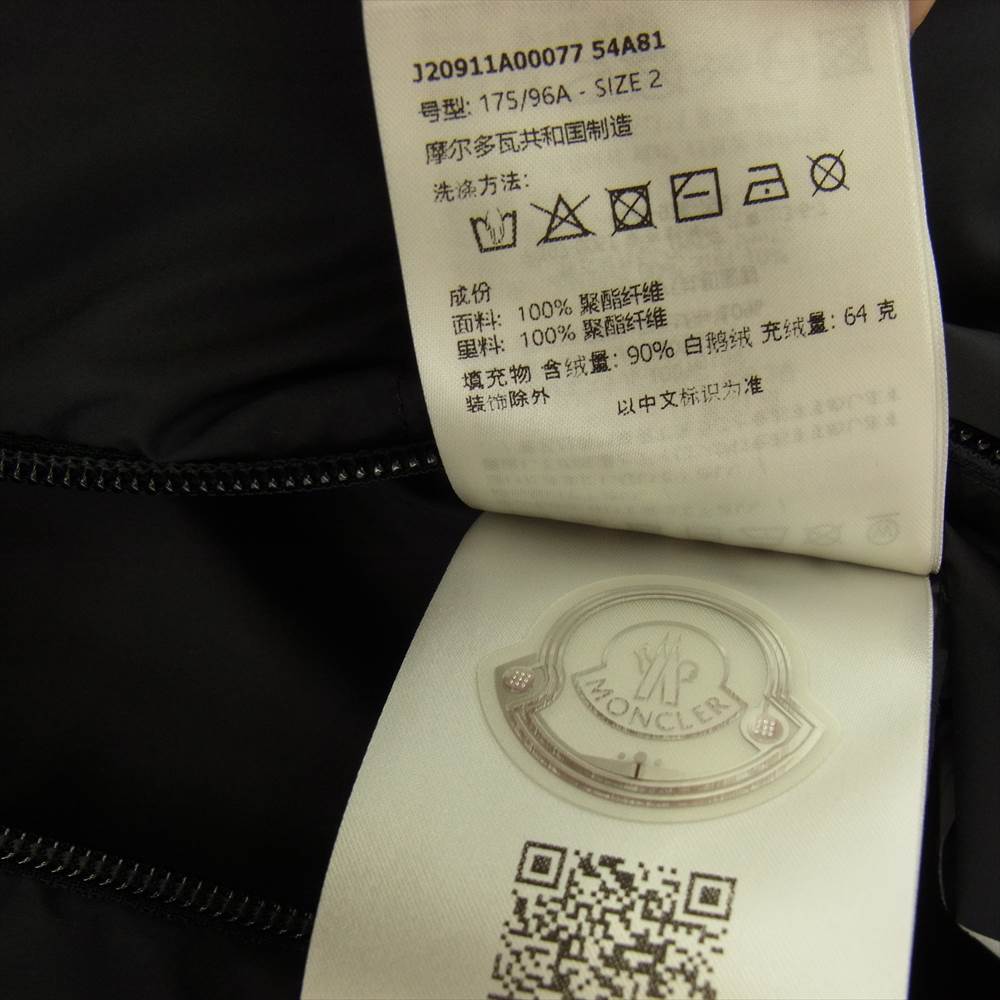 J20911A00077 54A81
号型: 175/96A - SIZE 2
摩尔多瓦共和国制造
洗涤方法:
成份
面料: 100% 聚酯纤维
里料: 100% 聚酯纤维
填充物 含绒量: 90% 白鹅绒 充绒量: 64 克
装饰除外 以中文标识为准
MONCLER